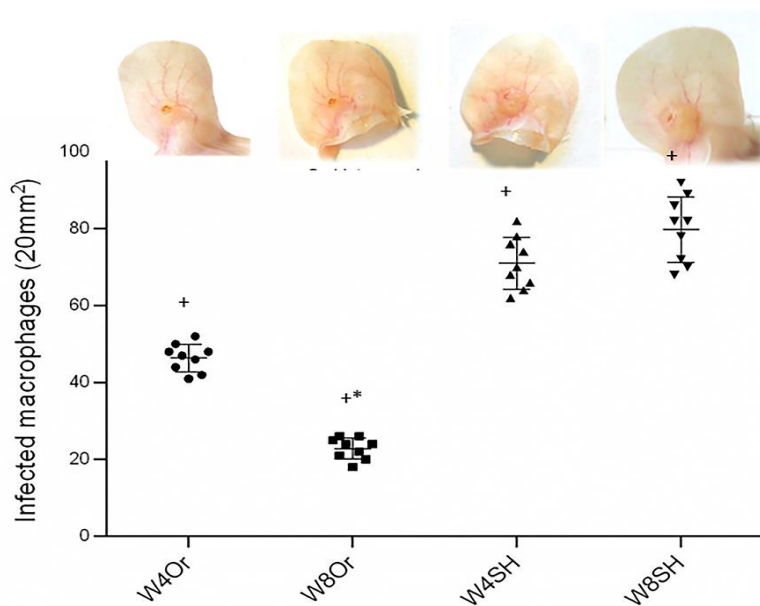 100
80
60
40
20
0
Infected macrophages (20mm²)
+
+*
+
+
W4Or
W8Or
W4SH
W8SH